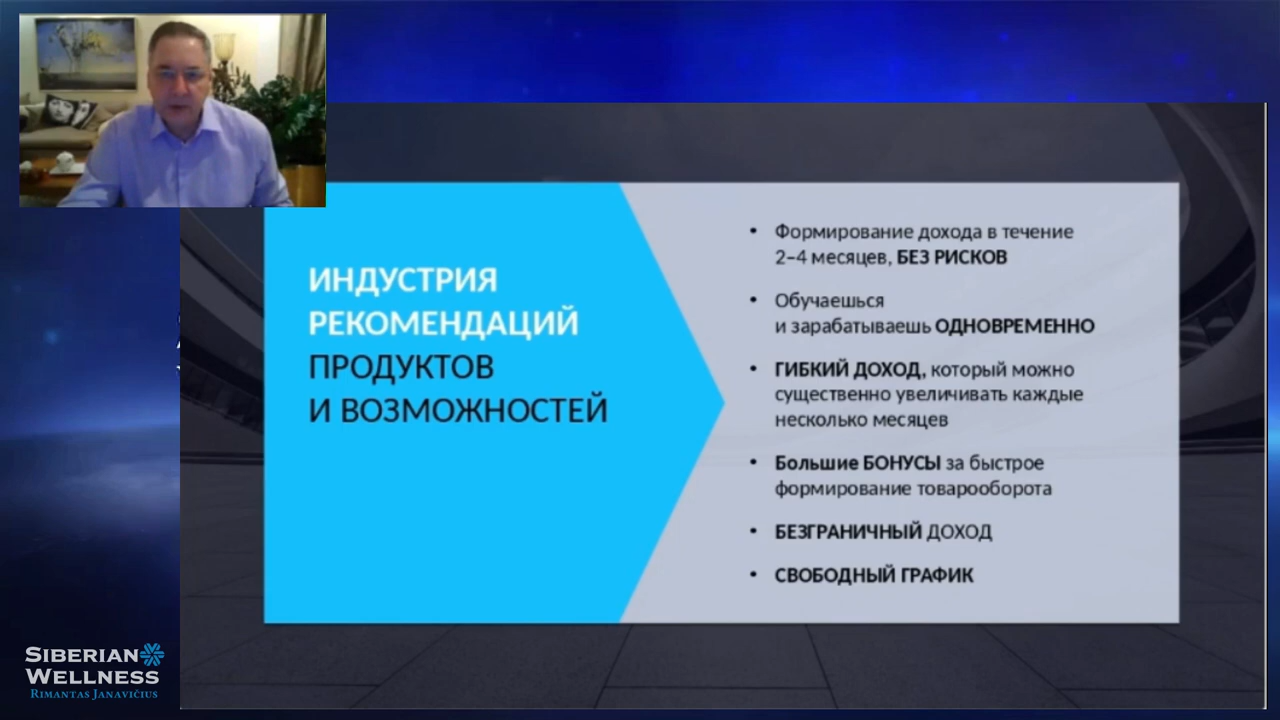 ИНДУСТРИЯ
РЕКОМЕНДАЦИЙ
ПРОДУКТОВ
И ВОЗМОЖНОСТЕЙ
• Формирование дохода в течение
2–4 месяцев, БЕЗ РИСКОВ
• Обучаешься
и зарабатываешь ОДНОВРЕМЕННО
• ГИБКИЙ ДОХОД, который можно
существенно увеличивать каждые
несколько месяцев
• Большие БОНУСЫ за быстрое
формирование товарооборота
• БЕЗГРАНИЧНЫЙ ДОХОД
• СВОБОДНЫЙ ГРАФИК
SIBERIAN
WELLNESS
RIMANTAS JANAVIČIUS